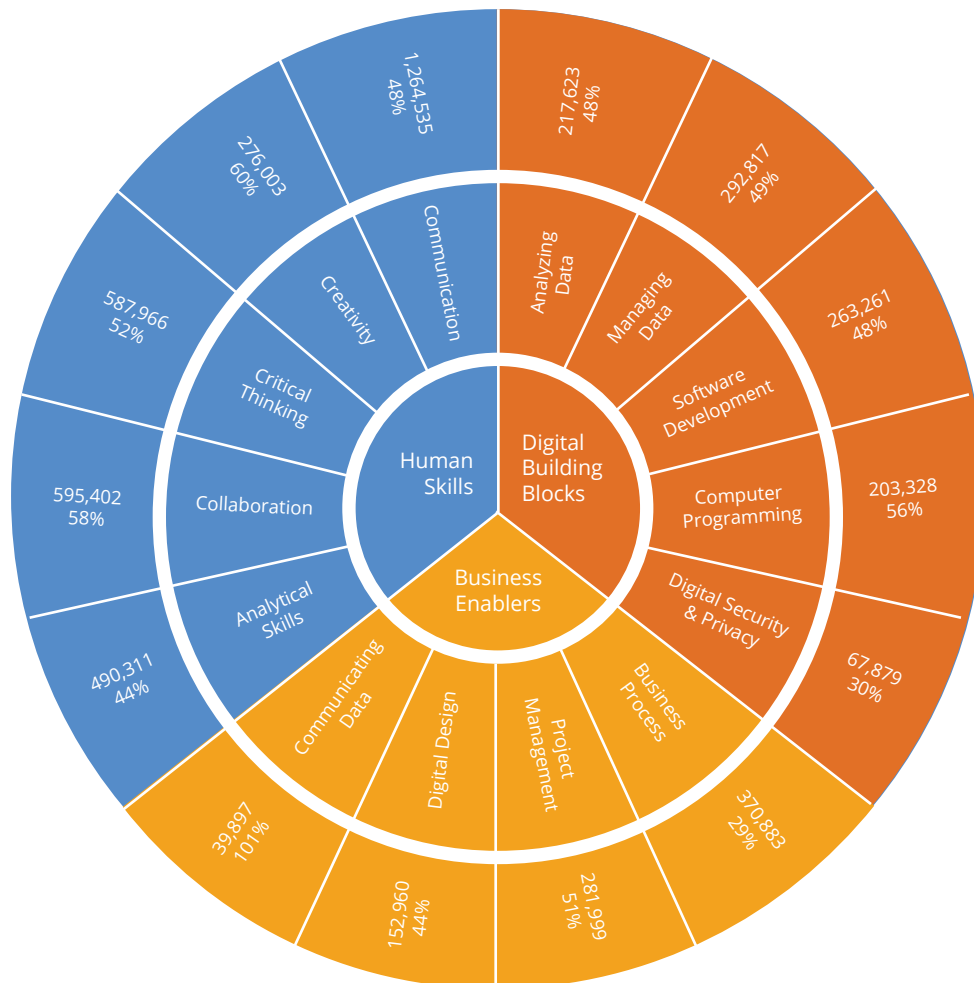 1,264,535
48%
217,623
48%
276,003
60%
292,817
49%
587,966
52%
263,261
48%
595,402
58%
203,328
56%
490,311
44%
67,879
30%
39,897
101%
152,960
44%
281,999
51%
370,883
29%
Communication
Creativity
Critical
Thinking
Collaboration
Analytical
Skills
Analyzing
Data
Managing
Data
Software
Development
Computer
Programming
Digital Security
& Privacy
Communicating
Data
Digital Design
Project
Management
Business
Process
Human
Skills
Digital
Building
Blocks
Business
Enablers